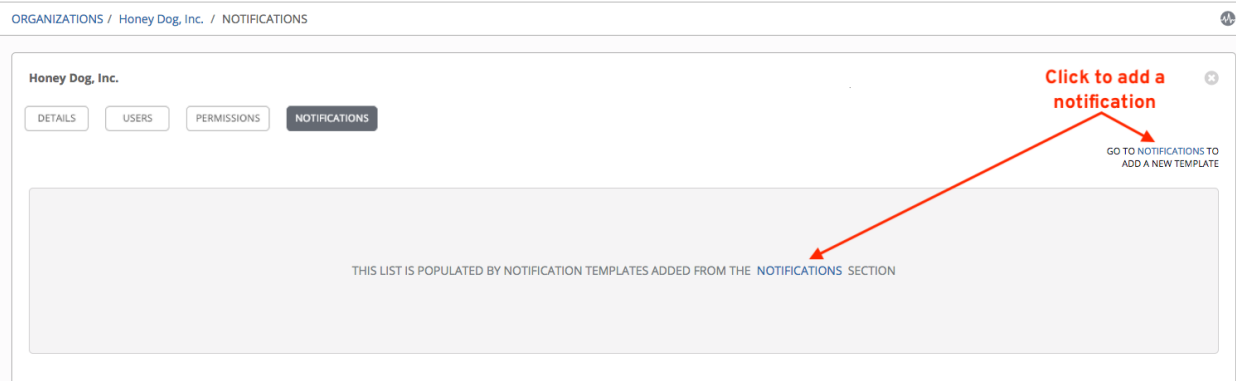 ORGANIZATIONS / Honey Dog, Inc. / NOTIFICATIONS
Honey Dog, Inc.
Click to add a
notification
DETAILS USERS PERMISSIONS NOTIFICATIONS
GO TO NOTIFICATIONS TO
ADD A NEW TEMPLATE
THIS LIST IS POPULATED BY NOTIFICATION TEMPLATES ADDED FROM THE NOTIFICATIONS SECTION